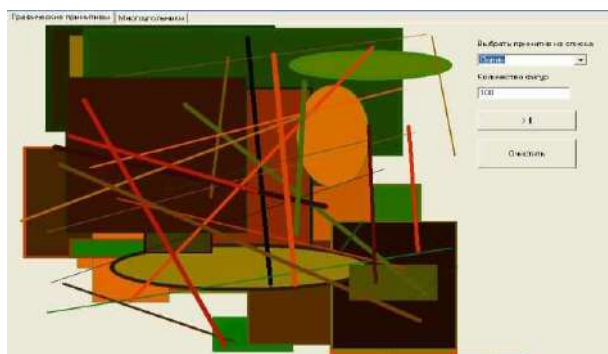 Графические примитивы
Многоугольники
Выбрать примитив из списка
Количество фигур
100
Очистить